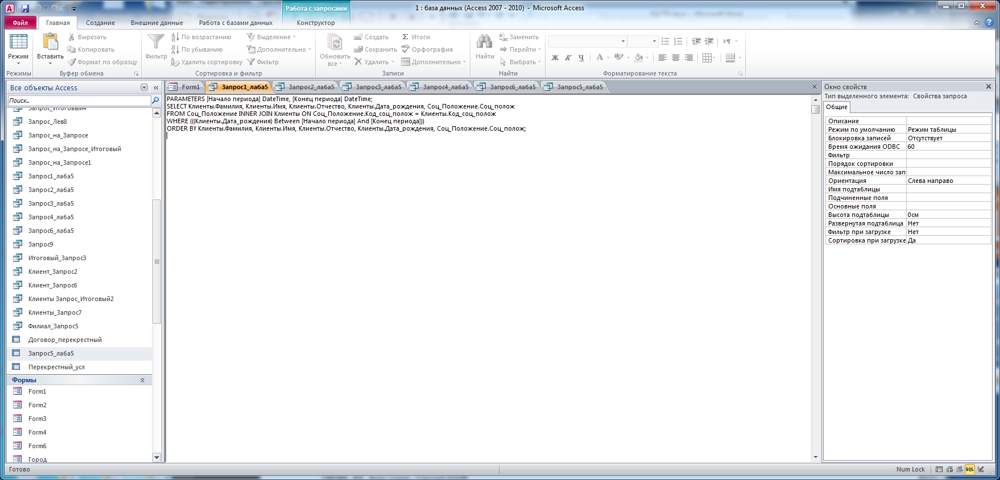 Работа с запросами
1 : база данных (Access 2007 - 2010)  -  Microsoft Access
Файл
Главная
Создание
Внешние данные
Работа с базами данных
Конструктор
Режим
Режимы
Вставить
Вырезать
Копировать
Формат по образцу
Буфер обмена
Фильтр
По возрастанию
По убыванию
Удалить сортировку
Выделение
Дополнительно
Фильтр
Сортировка и фильтр
Обновить
все
Создать
Сохранить
Удалить
Итоги
Орфография
Дополнительно
Записи
Найти
Заменить
Перейти
Выбрать
Найти
Ж К Ч
Форматирование текста
Все объекты Access
Поиск...
Запрос_Итоговый4
Запрос_Лев8
Запрос_на_Запросе
Запрос_на_Запросе_Итоговый
Запрос_на_Запросе1
Запрос1_лаба5
Запрос2_лаба5
Запрос3_лаба5
Запрос4_лаба5
Запрос6_лаба5
Запрос9
Итоговый_Запрос3
Клиент_Запрос2
Клиент_Запрос6
Клиенты Запрос_Итоговый2
Клиенты_Запрос7
Филиал_Запрос5
Договор_перекрестный
Запрос5_лаба5
Перекрестный_усл
Формы
Form1
Form2
Form3
Form4
Form6
Город
Form1
Запрос1_лаба5
Запрос2_лаба5
Запрос3_лаба5
Запрос4_лаба5
Запрос6_лаба5
Запрос5_лаба5
PARAMETERS [Начало периода] DateTime, [Конец периода] DateTime;
SELECT Клиенты.Фамилия, Клиенты.Имя, Клиенты.Отчество, Клиенты.Дата_рождения, Соц_Положение.Соц_полож
FROM Соц_Положение INNER JOIN Клиенты ON Соц_Положение.Код_соц_полож = Клиенты.Код_соц_полож
WHERE (((Клиенты.Дата_рождения) Between [Начало периода] And [Конец периода]))
ORDER BY Клиенты.Фамилия, Клиенты.Имя, Клиенты.Отчество, Клиенты.Дата_рождения, Соц_Положение.Соц_полож;
Окно свойств
Тип выделенного элемента:  Свойства запроса
Общие
Описание
Режим по умолчанию Режим таблицы
Блокировка записей Отсутствует
Время ожидания ODBC 60
Фильтр
Порядок сортировки
Максимальное число зап
Ориентация Слева направо
Имя подтаблицы
Подчиненные поля
Основные поля
Высота подтаблицы 0см
Развернутая подтаблица Нет
Фильтр при загрузке Нет
Сортировка при загрузке Да
Готово
Num Lock
SQL